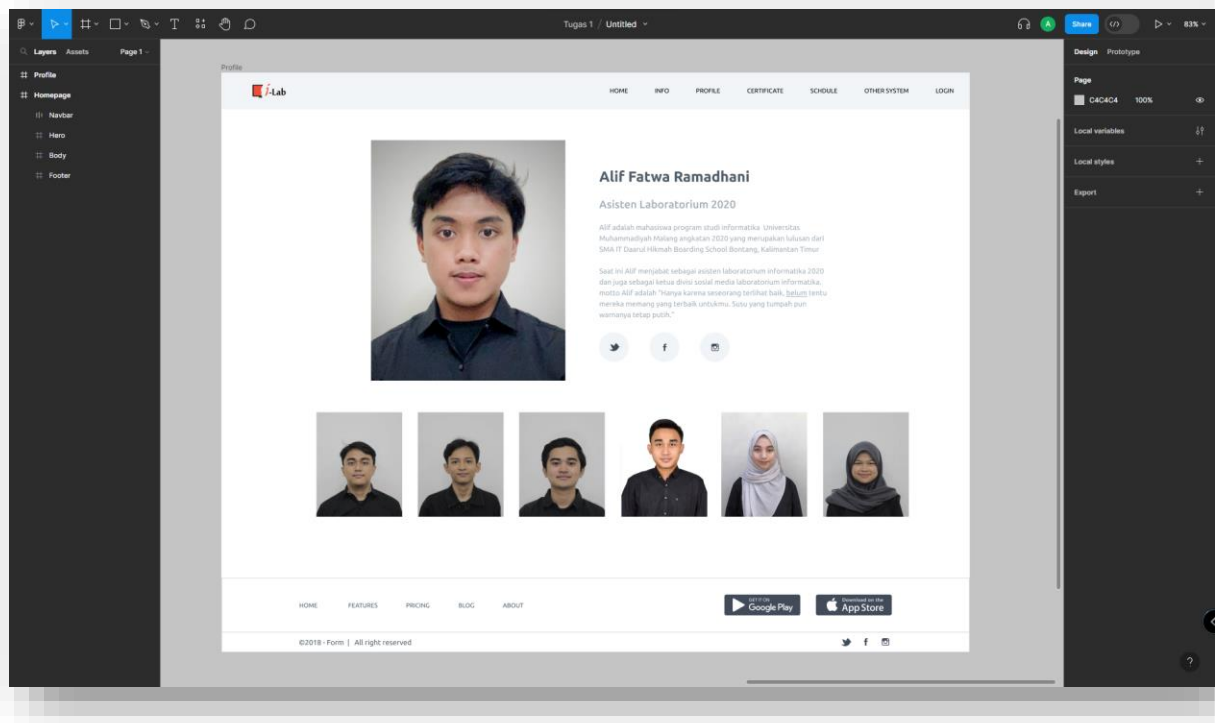 Tugas 1 / Untitled
Share
83%
Layers Assets Page 1
Profile
Homepage
Navbar
Hero
Body
Footer
Profile
i-Lab
HOME INFO PROFILE CERTIFICATE SCHDULE OTHER SYSTEM LOGIN
Alif Fatwa Ramadhani
Asisten Laboratorium 2020
Alif adalah mahasiswa program studi informatika Universitas
Muhammadiyah Malang angkatan 2020 yang merupakan lulusan dari
SMA IT Daarul Hikmah Boarding School Bontang, Kalimantan Timur
Saat ini Alif menjabat sebagai asisten laboratorium informatika 2020
dan juga sebagai ketua divisi sosial media laboratorium informatika.
motto Alif adalah "Hanya karena seseorang terlihat baik, belum tentu
mereka memang yang terbaik untukmu. Susu yang tumpah pun
warnanya tetap putih."
HOME FEATURES PRICING BLOG ABOUT
GET IT ON
Google Play
Download on the
App Store
©2018 - Form | All right reserved
Design Prototype
Page
C4C4C4 100%
Local variables
Local styles
Export
A
?